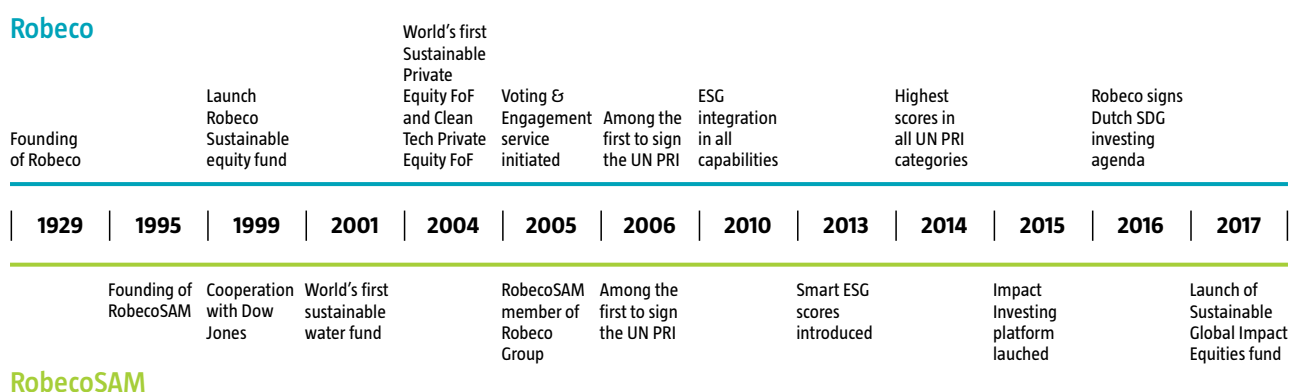 Robeco
Founding
of Robeco
Launch
Robeco
Sustainable
equity fund
World's first
Sustainable
Private
Equity FoF
and Clean
Tech Private
Equity FoF
Voting &
Engagement
service
initiated
Among the
first to sign
the UN PRI
ESG
integration
in all
capabilities
Highest
scores in
all UN PRI
categories
Robeco signs
Dutch SDG
investing
agenda
1929 1995 1999 2001 2004 2005 2006 2010 2013 2014 2015 2016 2017
Founding of
RobecoSAM
Cooperation
with Dow
Jones
World's first
sustainable
water fund
RobecoSAM
member of
Robeco
Group
Among the
first to sign
the UN PRI
Smart ESG
scores
introduced
Impact
Investing
platform
lauched
Launch of
Sustainable
Global Impact
Equities fund
RobecoSAM